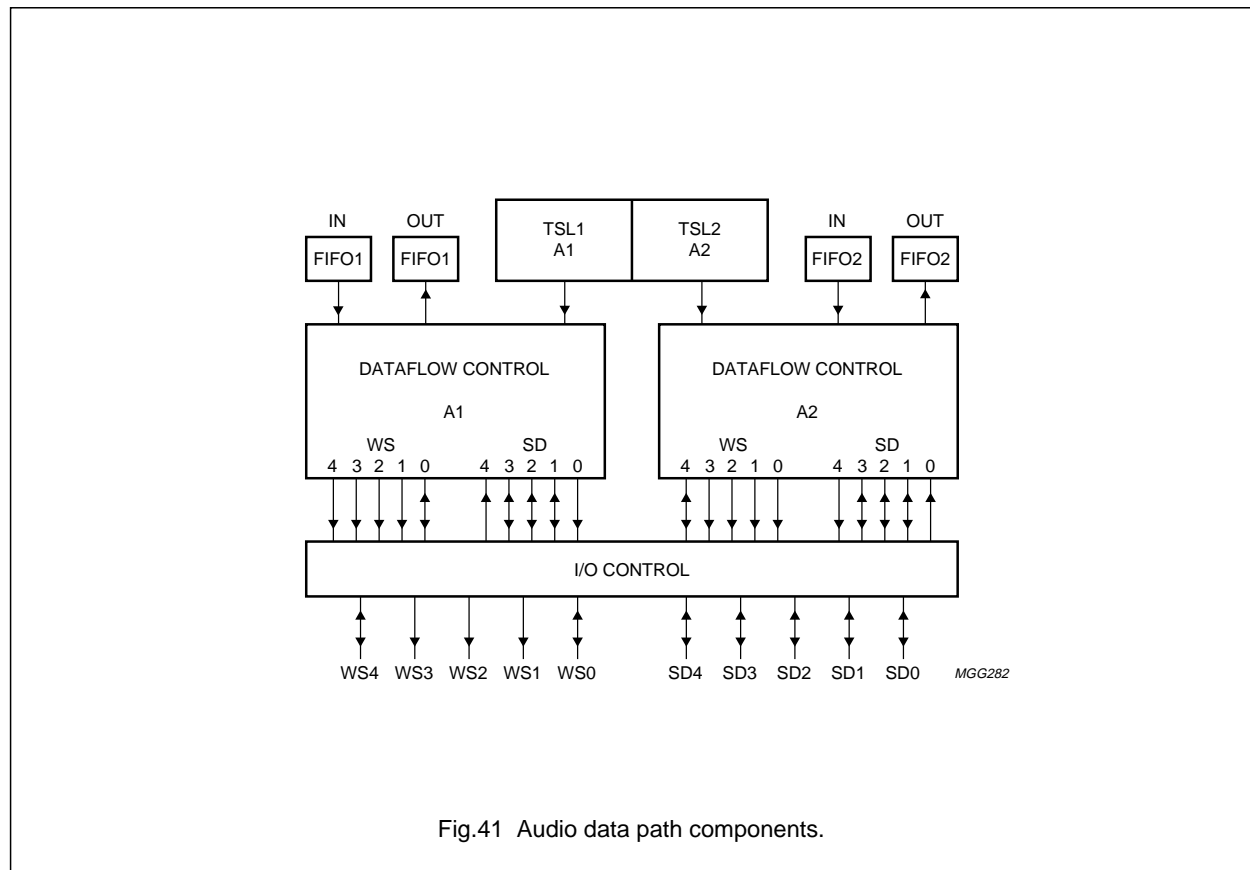 IN OUT IN OUT
TSL1 TSL2
A1 A2
FIFO1 FIFO1 FIFO2 FIFO2
DATAFLOW CONTROL DATAFLOW CONTROL
A1 A2
WS SD WS SD
4 3 2 1 0 4 3 2 1 0 4 3 2 1 0 4 3 2 1 0
I/O CONTROL
WS4 WS3 WS2 WS1 WS0 SD4 SD3 SD2 SD1 SD0 MGG282
Fig.41 Audio data path components.